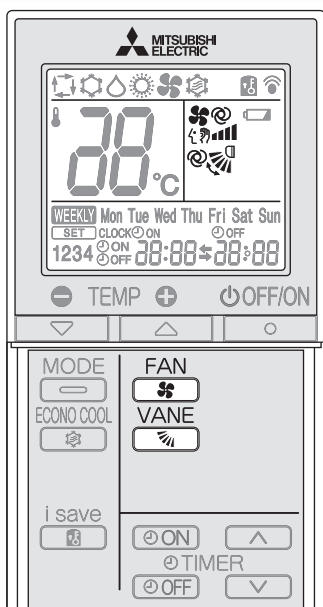 MITSUBISHI
ELECTRIC
88°C
WEEKLY Mon Tue Wed Thu Fri Sat Sun
SET CLOCK ON OFF
1234 ON OFF 88:88 88:88
TEMP OFF/ON
MODE FAN
ECONO COOL VANE
i save
ON
TIMER
OFF